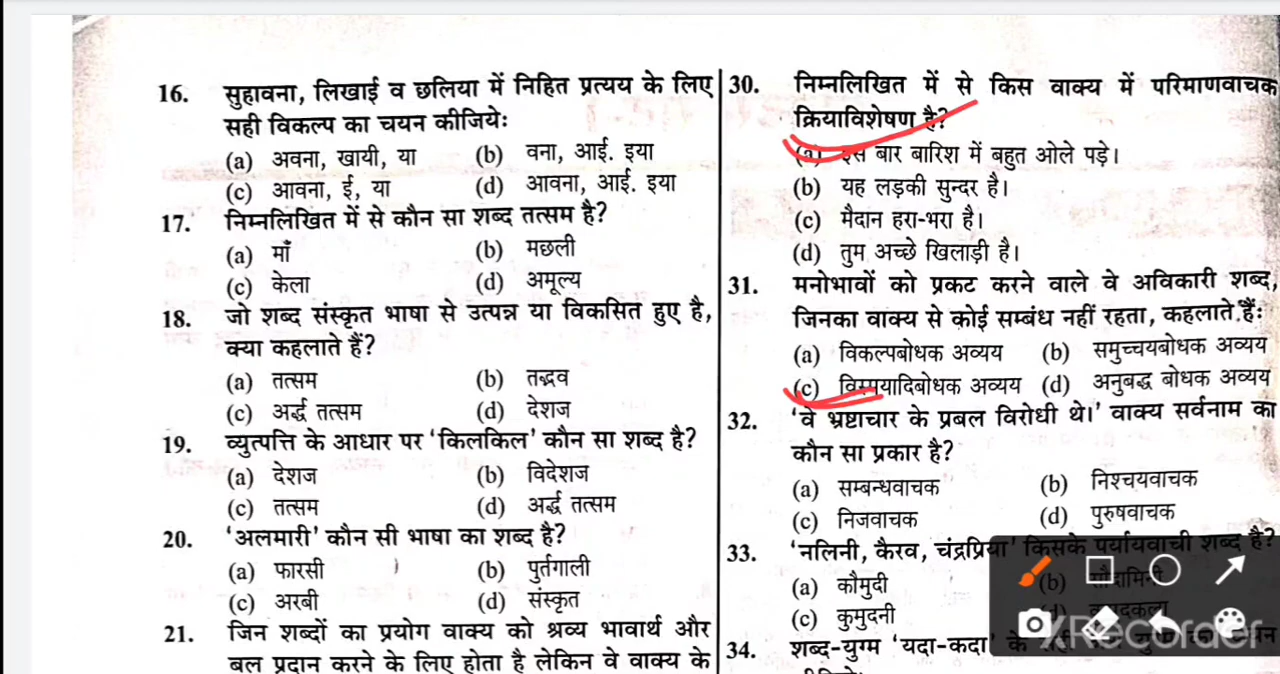 16. सुहावना, लिखाई व छलिया में निहित प्रत्यय के लिए
सही विकल्प का चयन कीजिये:
(a) अवना, खायी, या (b) वना, आई. इया
(c) आवना, ई, या (d) आवना, आई. इया
17. निम्नलिखित में से कौन सा शब्द तत्सम है?
(a) माँ (b) मछली
(c) केला (d) अमूल्य
18. जो शब्द संस्कृत भाषा से उत्पन्न या विकसित हुए है,
क्या कहलाते हैं?
(a) तत्सम (b) तद्भव
(c) अर्द्ध तत्सम (d) देशज
19. व्युत्पत्ति के आधार पर 'किलकिल' कौन सा शब्द है?
(a) देशज (b) विदेशज
(c) तत्सम (d) अर्द्ध तत्सम
20. 'अलमारी' कौन सी भाषा का शब्द है?
(a) फारसी (b) पुर्तगाली
(c) अरबी (d) संस्कृत
21. जिन शब्दों का प्रयोग वाक्य को श्रव्य भावार्थ और
बल प्रदान करने के लिए होता है लेकिन वे वाक्य के
30. निम्नलिखित में से किस वाक्य में परिमाणवाचक
क्रियाविशेषण है?
(a) इस बार बारिश में बहुत ओले पड़े।
(b) यह लड़की सुन्दर है।
(c) मैदान हरा-भरा है।
(d) तुम अच्छे खिलाड़ी है।
31. मनोभावों को प्रकट करने वाले वे अविकारी शब्द,
जिनका वाक्य से कोई सम्बंध नहीं रहता, कहलाते हैं:
(a) विकल्पबोधक अव्यय (b) समुच्चयबोधक अव्यय
(c) विस्मयादिबोधक अव्यय (d) अनुबद्ध बोधक अव्यय
32. 'वे भ्रष्टाचार के प्रबल विरोधी थे।' वाक्य सर्वनाम का
कौन सा प्रकार है?
(a) सम्बन्धवाचक (b) निश्चयवाचक
(c) निजवाचक (d) पुरुषवाचक
33. 'नलिनी, कैरव, चंद्रप्रिया' किसके पर्यायवाची शब्द है?
(a) कौमुदी (b) सौदामिनी
(c) कुमुदनी (d)
34. शब्द-युग्म 'यदा-कदा' के
XRecorder